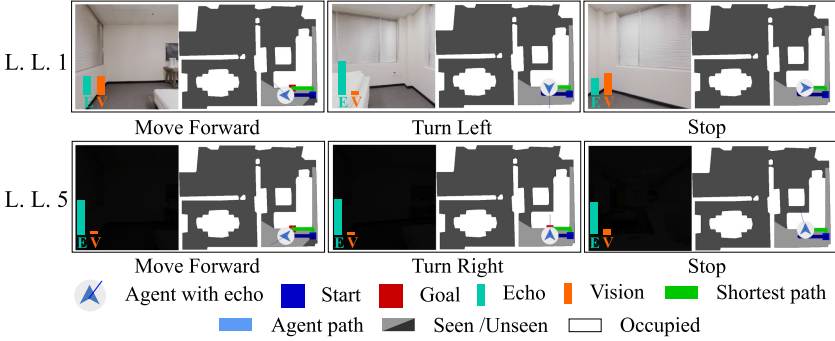 L. L. 1
E V
E V
E V
Move Forward
Turn Left
Stop
L. L. 5
E V
E V
E V
Move Forward
Turn Right
Stop
Agent with echo
Start
Goal
Echo
Vision
Shortest path
Agent path
Seen /Unseen
Occupied